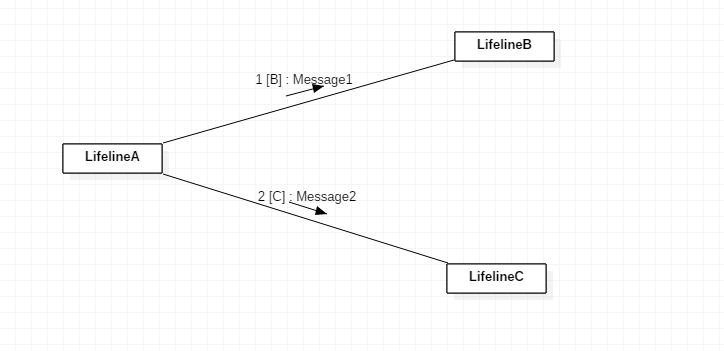 LifelineB
1 [B] : Message1
LifelineA
2 [C] : Message2
LifelineC